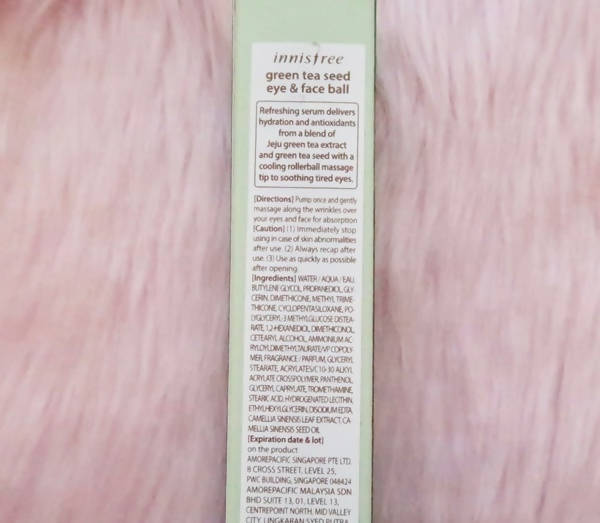 innisfree
green tea seed
eye & face ball
Refreshing serum delivers
hydration and antioxidants
from a blend of
Jeju green tea extract
and green tea seed with a
cooling rollerball massage
tip to soothing tired eyes.
[Directions] Pump once and gently
massage along the wrinkles over
your eyes and face for absorption
[Caution] (1) Immediately stop
using in case of skin abnormalities
after use. (2) Always recap after
use. (3) Use as quickly as possible
after opening.
[Ingredients] WATER / AQUA / EAU,
BUTYLENE GLYCOL, PROPANEDIOL, GLY-
CERIN, DIMETHICONE, METHYL TRIME-
THICONE, CYCLOPENTASILOXANE, PO-
LYGLYCERYL-3 METHYLGLUCOSE DISTEA-
RATE, 1,2-HEXANEDIOL, DIMETHICONOL,
CETEARYL ALCOHOL, AMMONIUM AC-
RYLOYLDIMETHYLTAURATE/VP COPOLY-
MER, FRAGRANCE / PARFUM, GLYCERYL
STEARATE, ACRYLATES/C10-30 ALKYL
ACRYLATE CROSSPOLYMER, PANTHENOL,
GLYCERYL CAPRYLATE, TROMETHAMINE,
STEARIC ACID, HYDROGENATED LECITHIN,
ETHYLHEXYLGLYCERIN, DISODIUM EDTA,
CAMELLIA SINENSIS LEAF EXTRACT, CA
MELLIA SINENSIS SEED OIL
[Expiration date & lot]
on the product
AMOREPACIFIC SINGAPORE PTE LTD.
8 CROSS STREET, LEVEL 25,
PWC BUILDING, SINGAPORE 048424
AMOREPACIFIC MALAYSIA SDN
BHD SUITE 13, 01, LEVEL 13,
CENTREPOINT NORTH, MID VALLEY
CITY, LINGKARAN SYED PUTRA